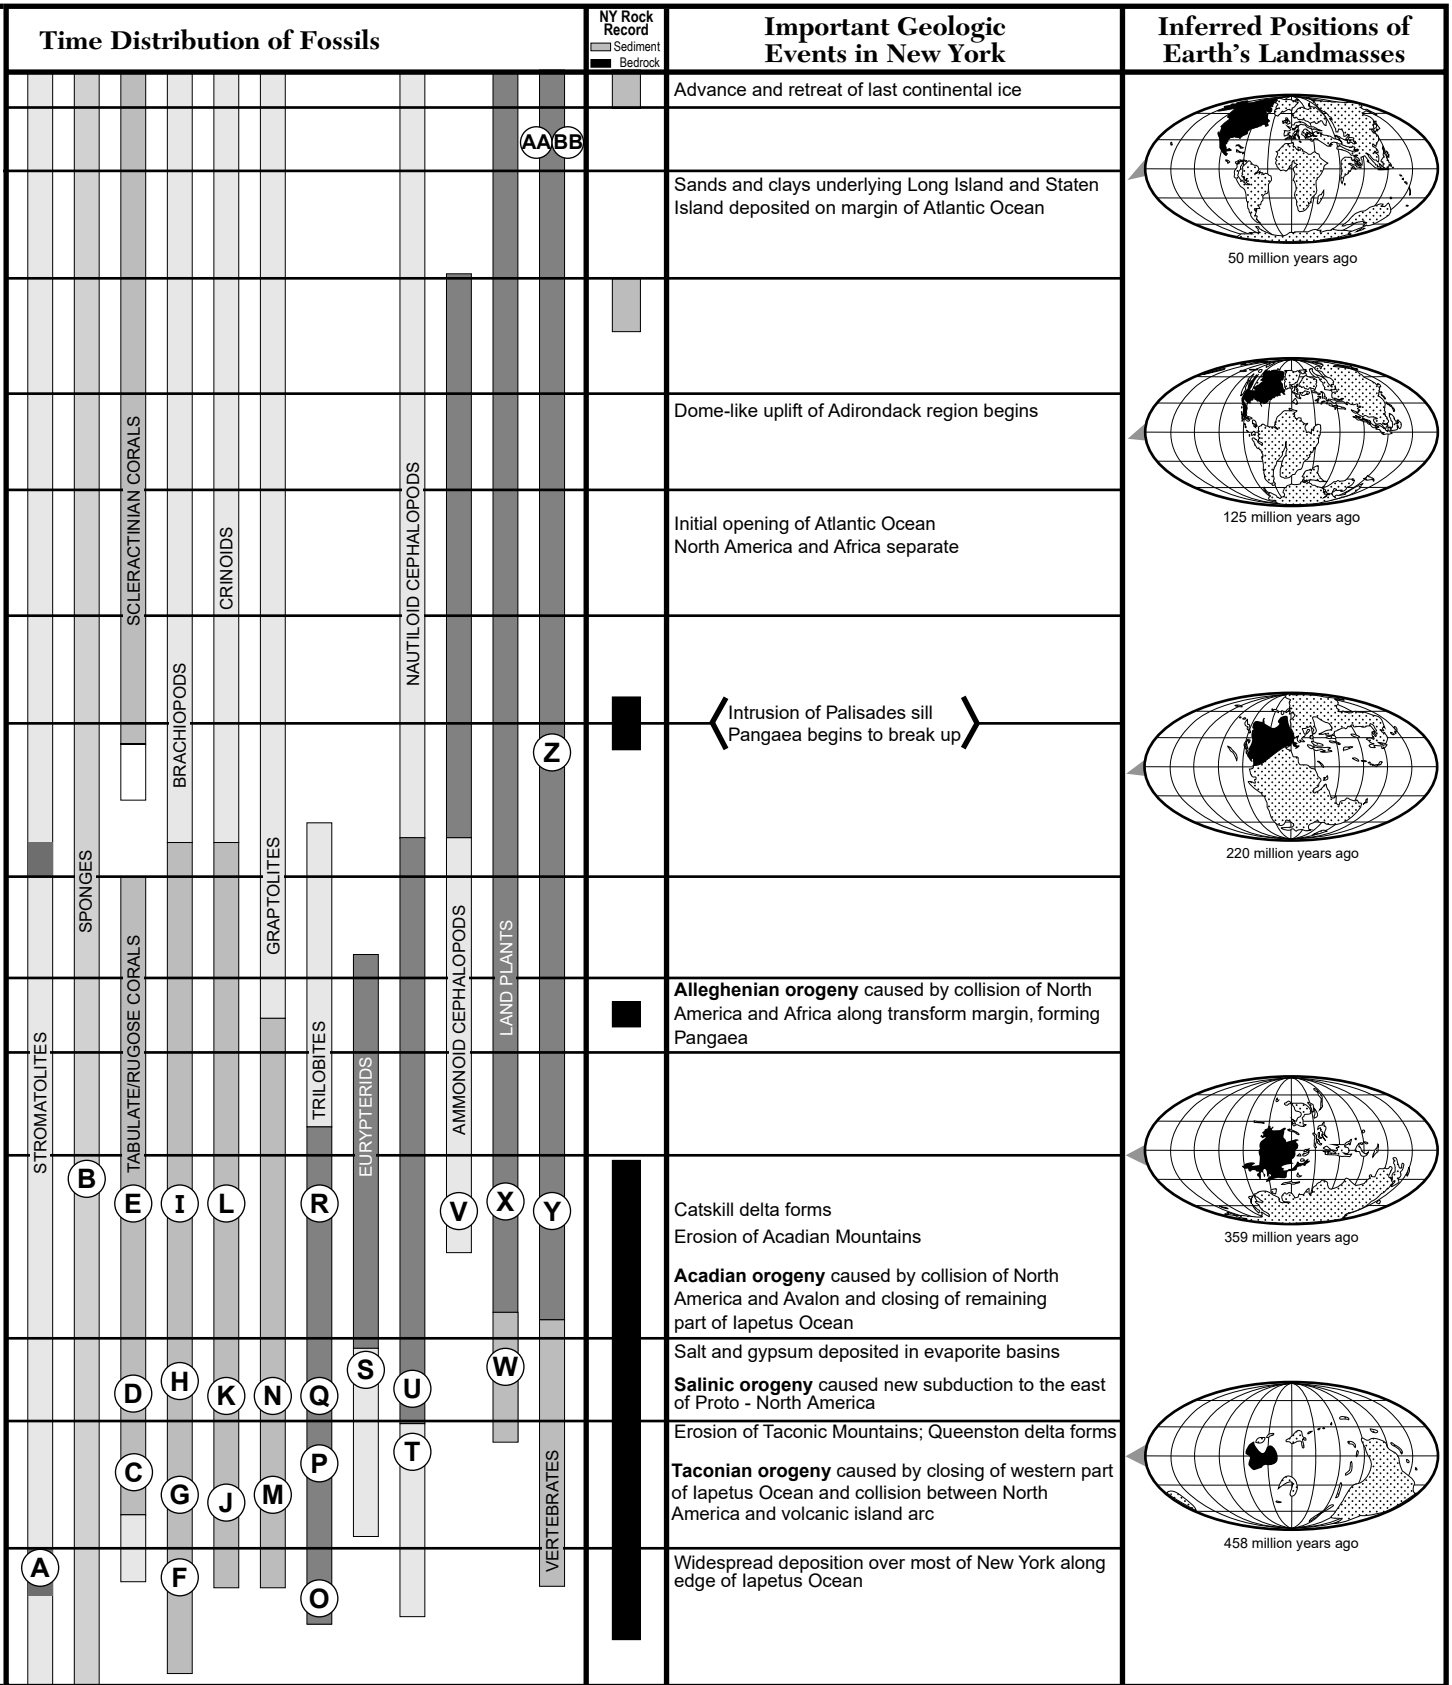 Time Distribution of Fossils
NY Rock
Record
Sediment
Bedrock
Important Geologic
Events in New York
Inferred Positions of
Earth's Landmasses
STROMATOLITES
SPONGES
SCLERACTINIAN CORALS
TABULATE/RUGOSE CORALS
BRACHIOPODS
CRINOIDS
GRAPTOLITES
TRILOBITES
EURYPTERIDS
NAUTILOID CEPHALOPODS
AMMONOID CEPHALOPODS
LAND PLANTS
VERTEBRATES
AA BB
Z
B
E I L R V X Y
D H K N Q S U W
C G J M P T
A F O
Advance and retreat of last continental ice
Sands and clays underlying Long Island and Staten
Island deposited on margin of Atlantic Ocean
Dome-like uplift of Adirondack region begins
Initial opening of Atlantic Ocean
North America and Africa separate
Intrusion of Palisades sill
Pangaea begins to break up
Alleghenian orogeny caused by collision of North
America and Africa along transform margin, forming
Pangaea
Catskill delta forms
Erosion of Acadian Mountains
Acadian orogeny caused by collision of North
America and Avalon and closing of remaining
part of Iapetus Ocean
Salt and gypsum deposited in evaporite basins
Salinic orogeny caused new subduction to the east
of Proto - North America
Erosion of Taconic Mountains; Queenston delta forms
Taconian orogeny caused by closing of western part
of Iapetus Ocean and collision between North
America and volcanic island arc
Widespread deposition over most of New York along
edge of Iapetus Ocean
50 million years ago
125 million years ago
220 million years ago
359 million years ago
458 million years ago